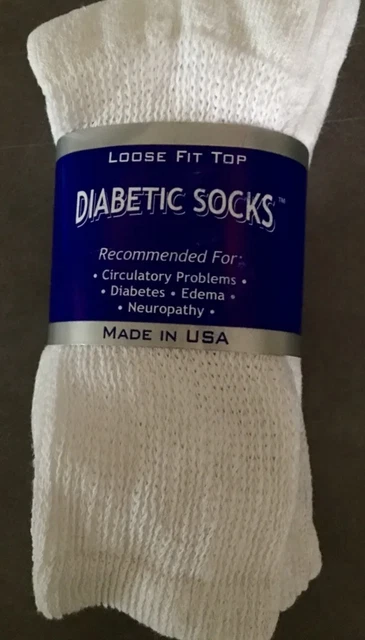 LOOSE FIT TOP
DIABETIC SOCKS™
Recommended For:
• Circulatory Problems •
• Diabetes • Edema •
• Neuropathy •
MADE IN USA